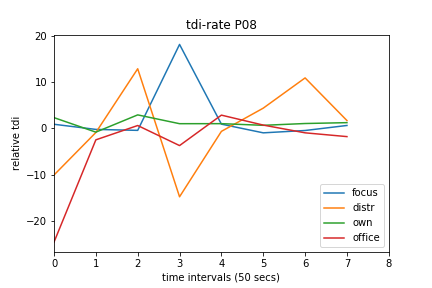 tdi-rate P08
relative tdi
20
10
0
−10
−20
0 1 2 3 4 5 6 7 8
time intervals (50 secs)
focus
distr
own
office